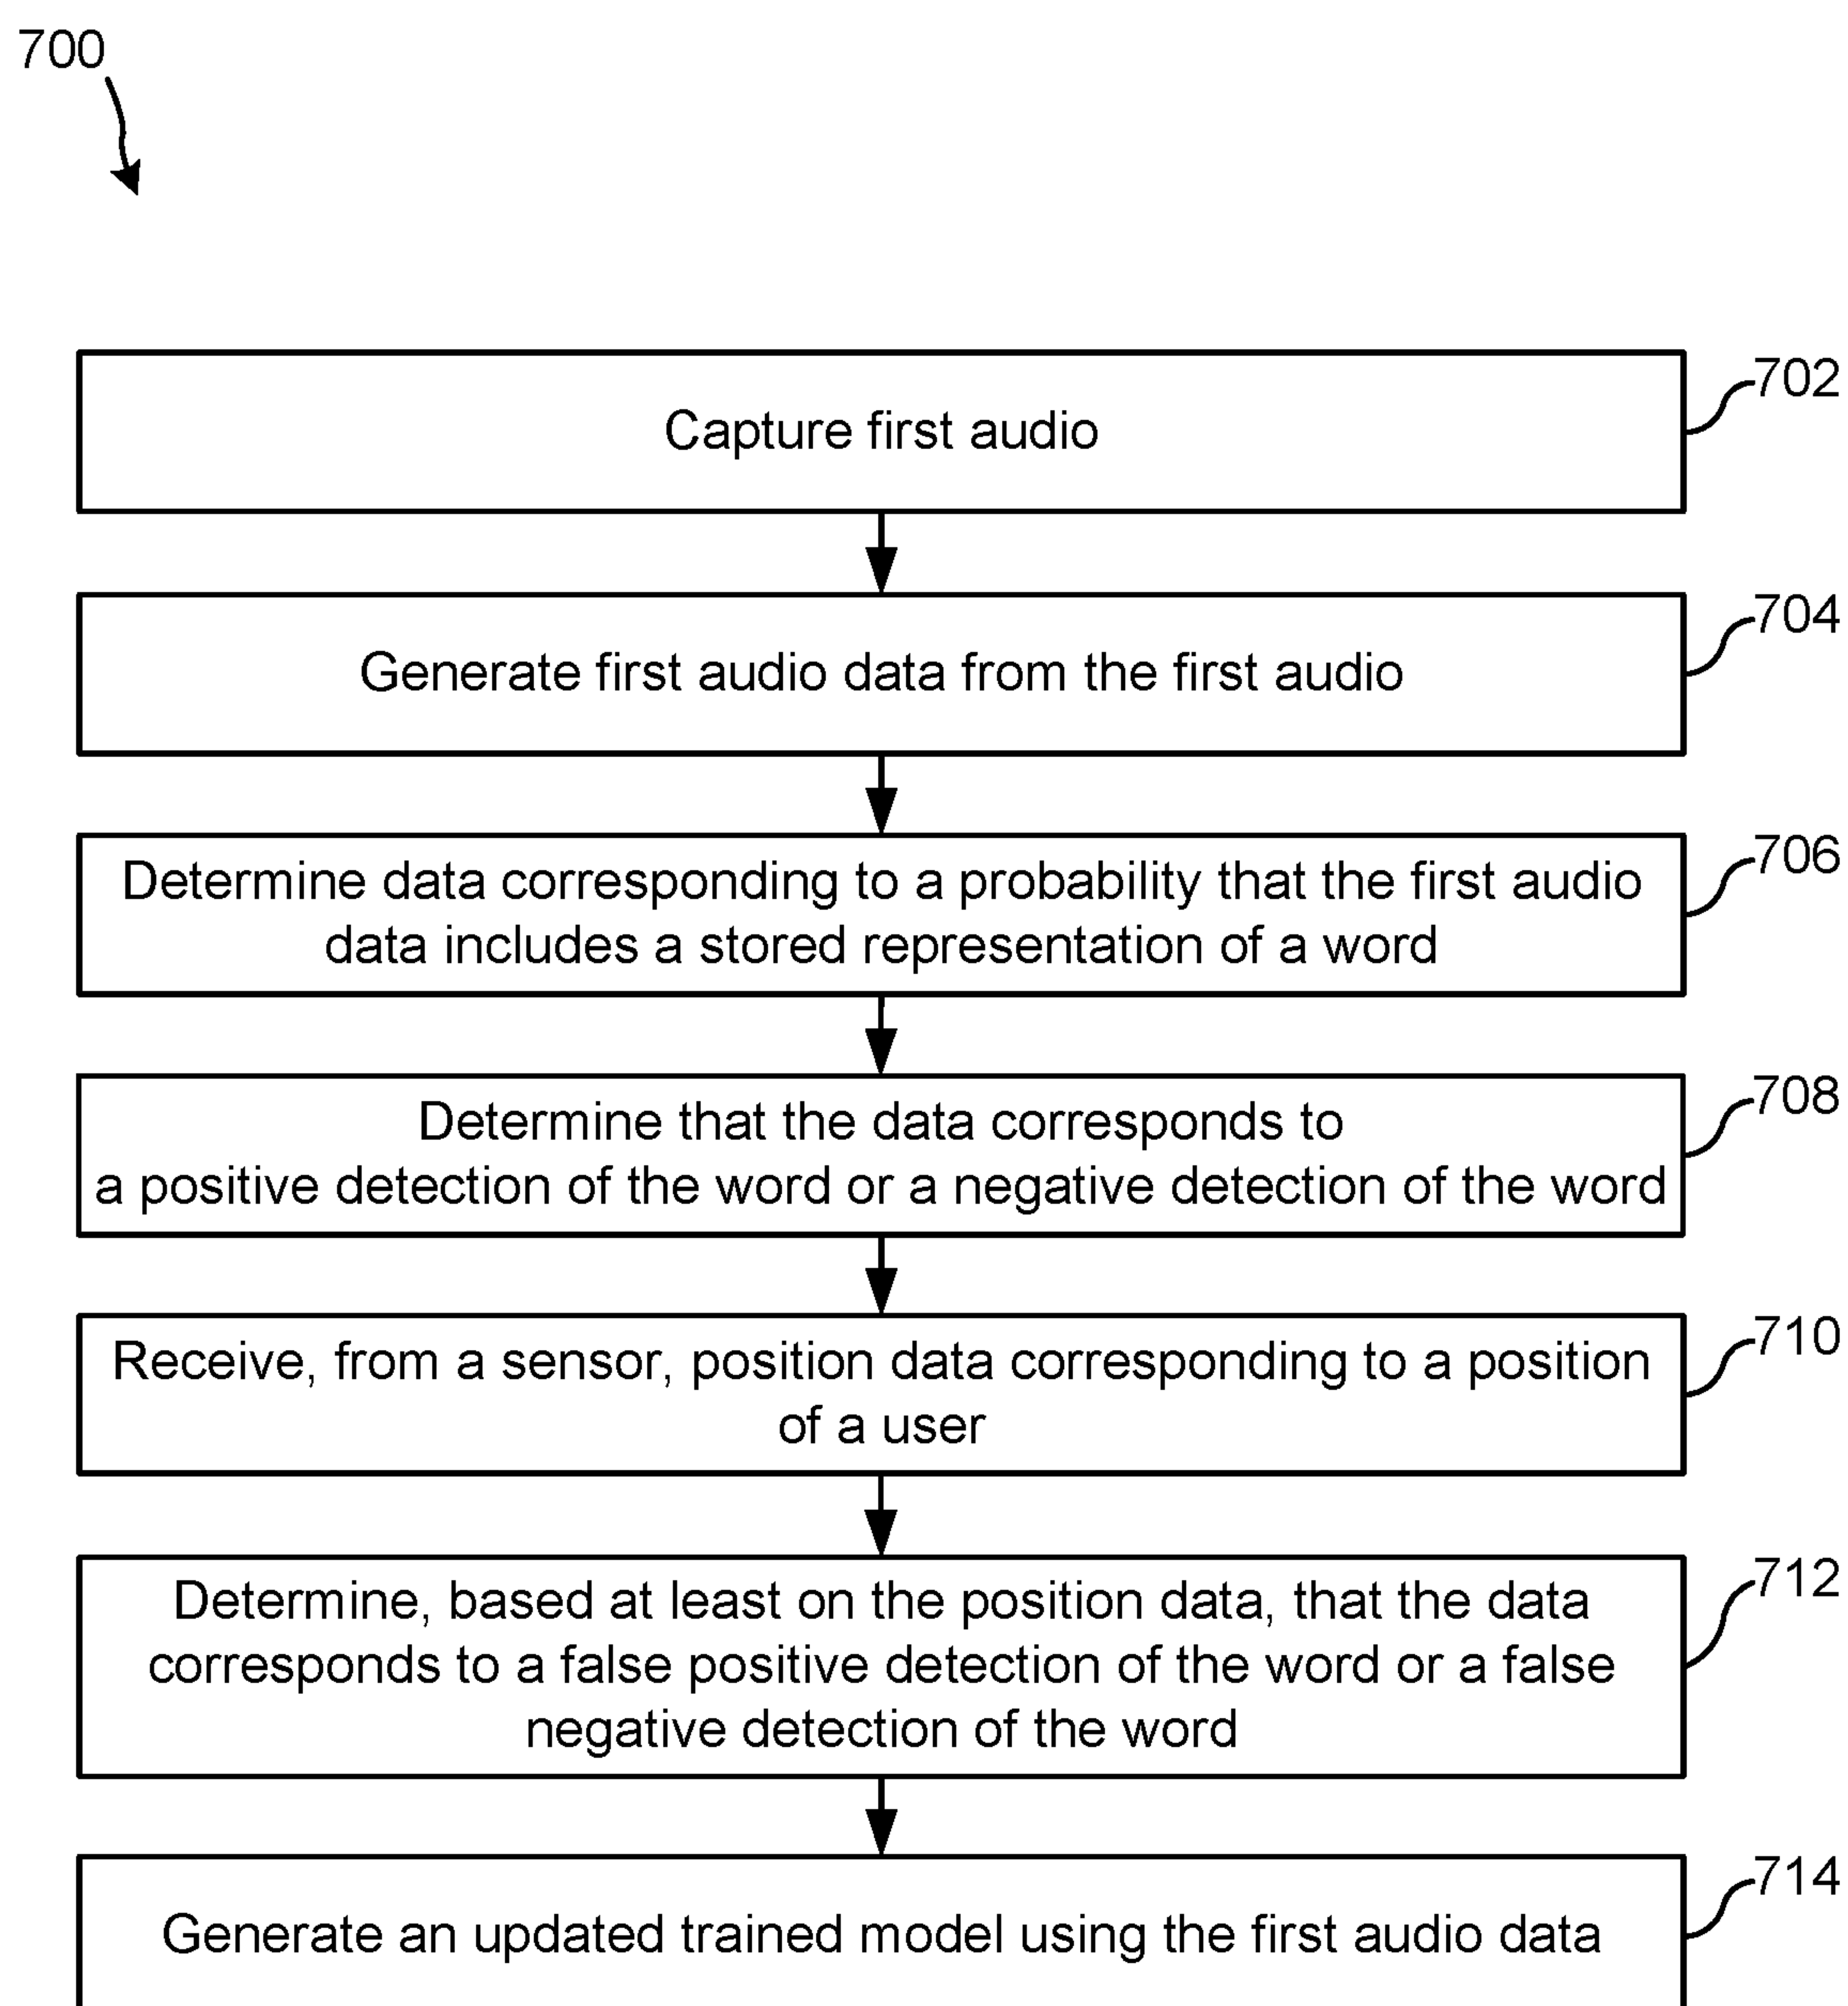 700
702
Capture first audio
704
Generate first audio data from the first audio
706
Determine data corresponding to a probability that the first audio
data includes a stored representation of a word
708
Determine that the data corresponds to
a positive detection of the word or a negative detection of the word
710
Receive, from a sensor, position data corresponding to a position
of a user
712
Determine, based at least on the position data, that the data
corresponds to a false positive detection of the word or a false
negative detection of the word
714
Generate an updated trained model using the first audio data